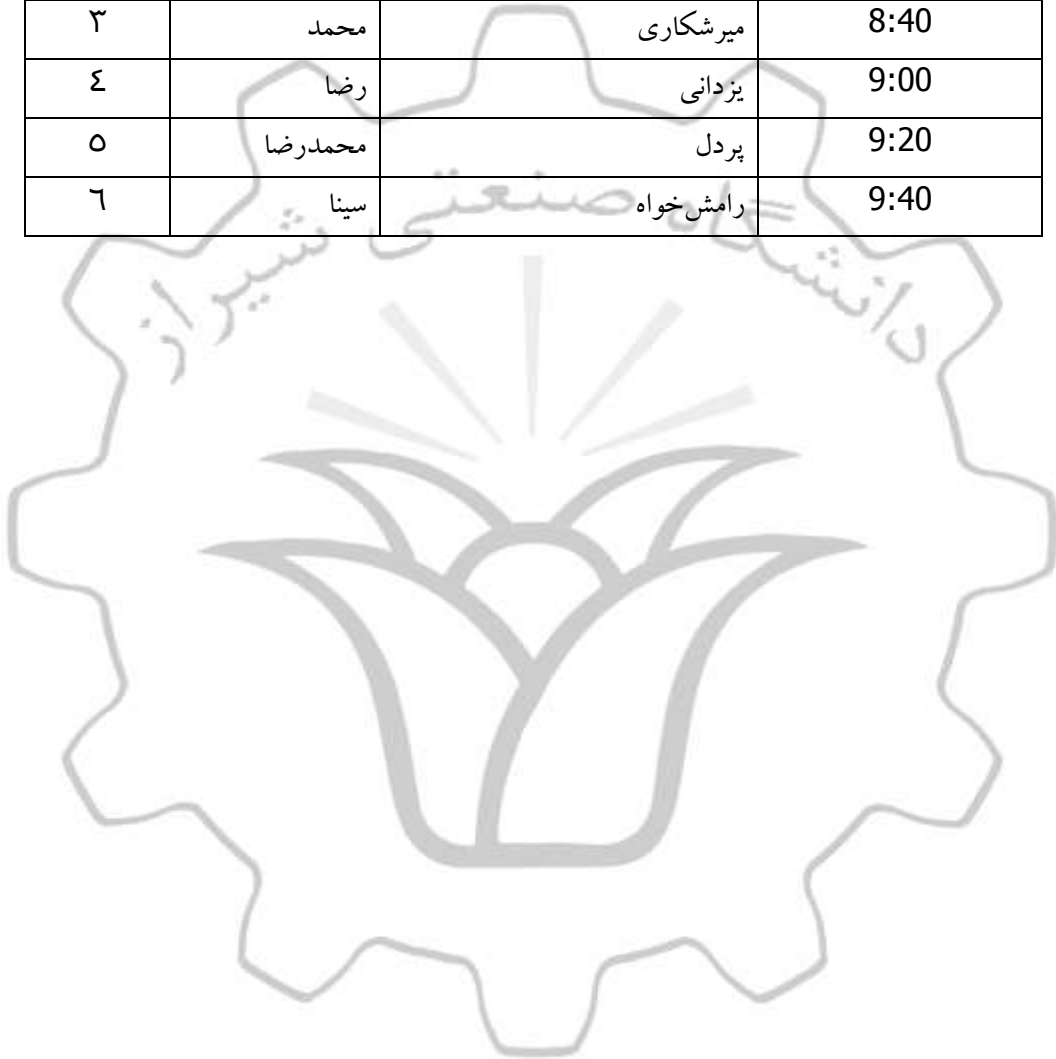 ٣ محمد میرشکاری 8:40
٤ رضا یزدانی 9:00
٥ محمدرضا پردل 9:20
٦ سینا رامش‌خواه 9:40
دانشگاه صنعتی شیراز